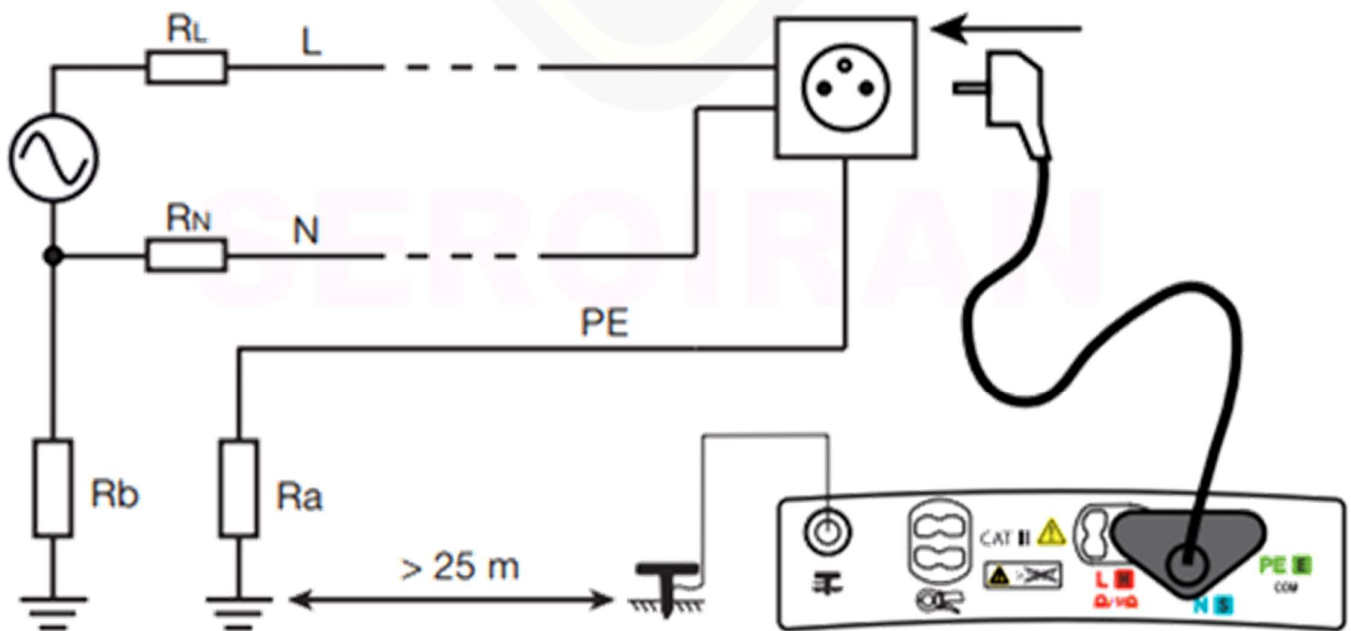 RL L
RN N
SEROIRAN
PE
Rb
Ra
> 25 m
CAT II
L H
N S
PE E
COM